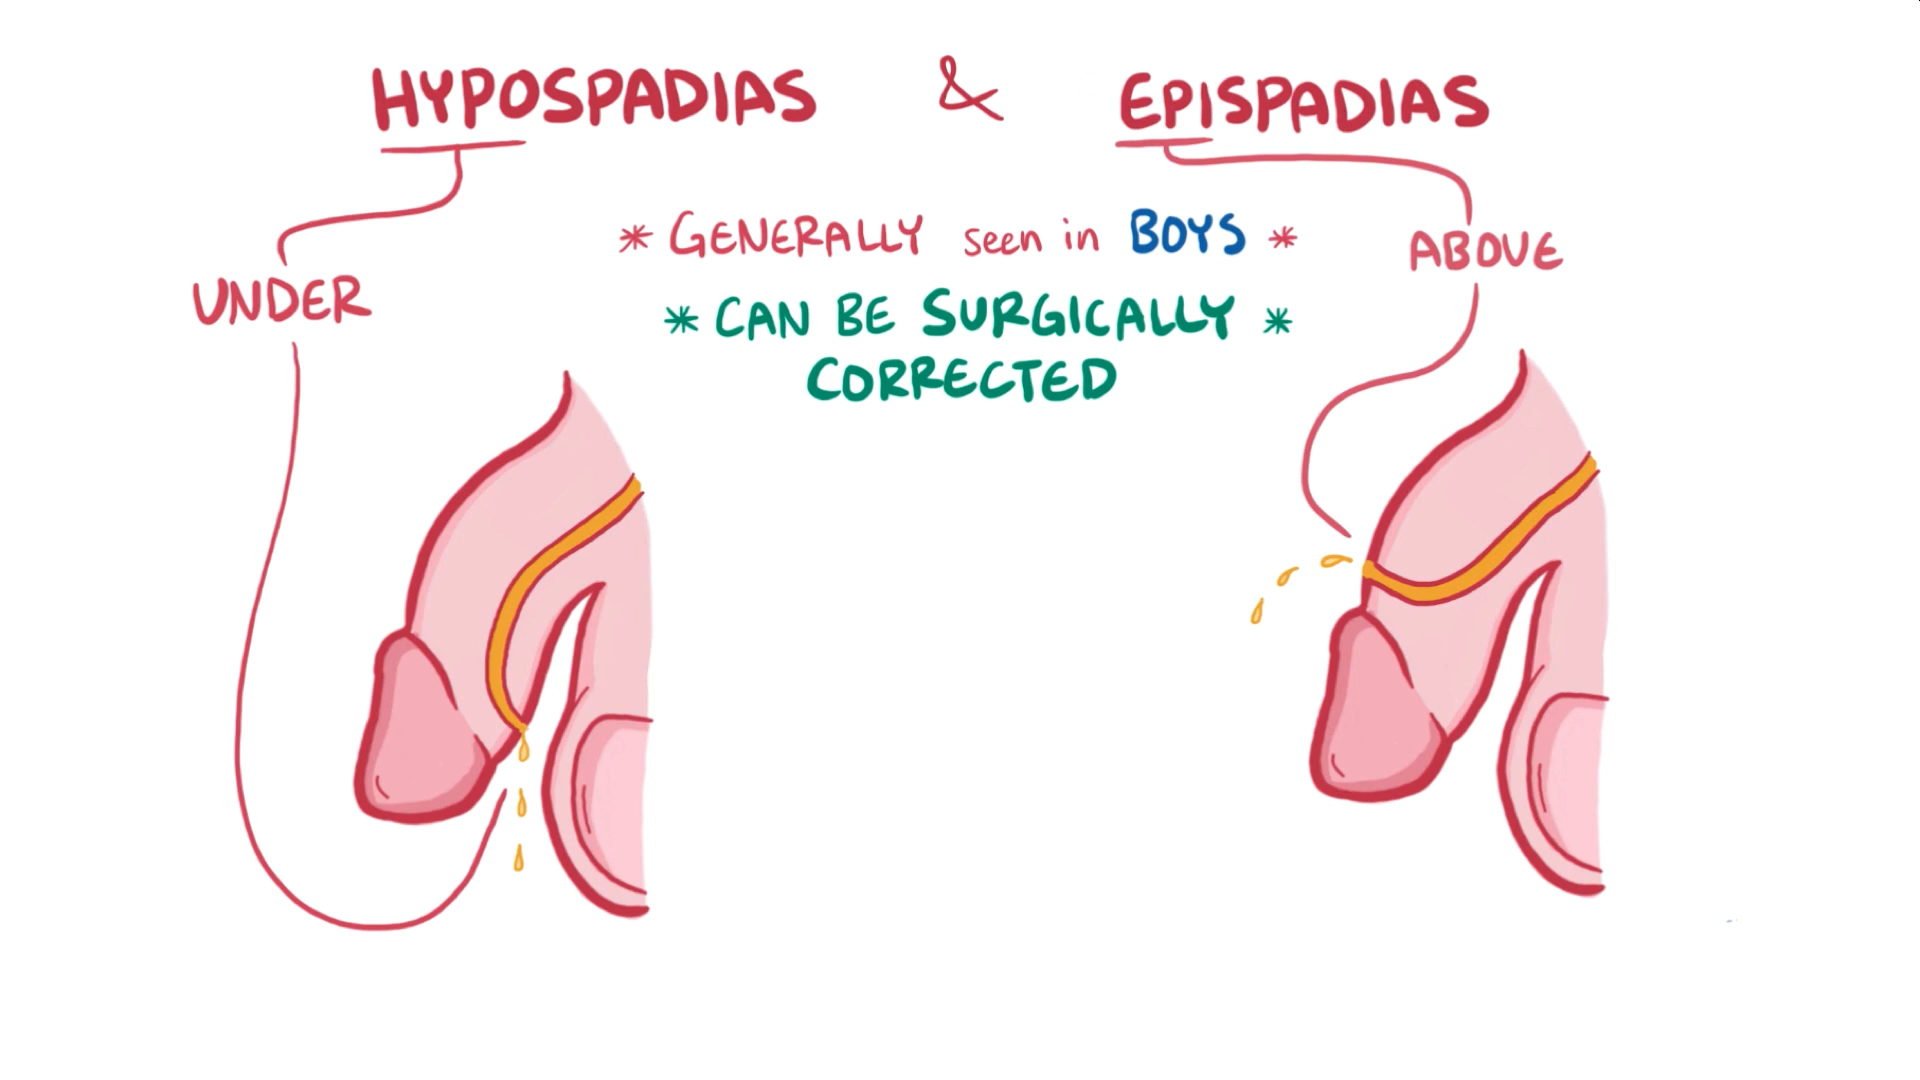 HYPOSPADIAS & EPISPADIAS
* GENERALLY seen in BOYS *
UNDER
ABOVE
* CAN BE SURGICALLY *
CORRECTED